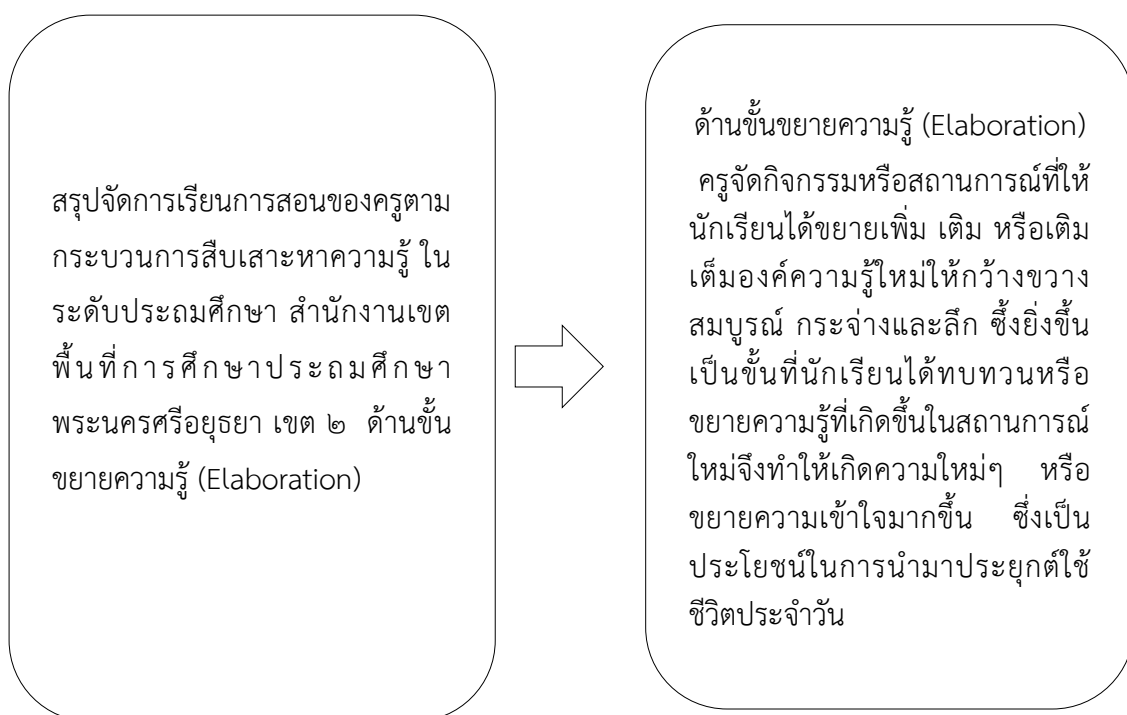 สรุปจัดการเรียนการสอนของครูตาม
กระบวนการสืบเสาะหาความรู้ ใน
ระดับประถมศึกษา สำนักงานเขต
พื้นที่การศึกษาประถมศึกษา
พระนครศรีอยุธยา เขต ๒ ด้านขั้น
ขยายความรู้ (Elaboration)
ด้านขั้นขยายความรู้ (Elaboration)
ครูจัดกิจกรรมหรือสถานการณ์ที่ให้
นักเรียนได้ขยายเพิ่ม เติม หรือเติม
เต็มองค์ความรู้ใหม่ให้กว้างขวาง
สมบูรณ์ กระจ่างและลึก ซึ้งยิ่งขึ้น
เป็นขั้นที่นักเรียนได้ทบทวนหรือ
ขยายความรู้ที่เกิดขึ้นในสถานการณ์
ใหม่จึงทำให้เกิดความใหม่ๆ หรือ
ขยายความเข้าใจมากขึ้น ซึ่งเป็น
ประโยชน์ในการนำมาประยุกต์ใช้
ชีวิตประจำวัน